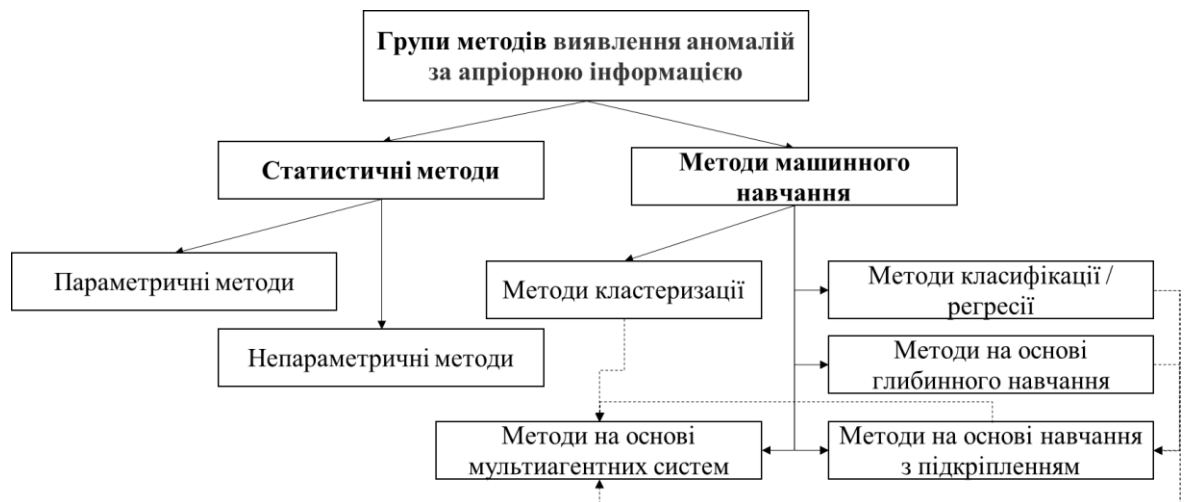 Групи методів виявлення аномалій
за апріорною інформацією
Статистичні методи
Методи машинного
навчання
Параметричні методи
Непараметричні методи
Методи кластеризації
Методи класифікації /
регресії
Методи на основі
глибинного навчання
Методи на основі
мультиагентних систем
Методи на основі навчання
з підкріпленням